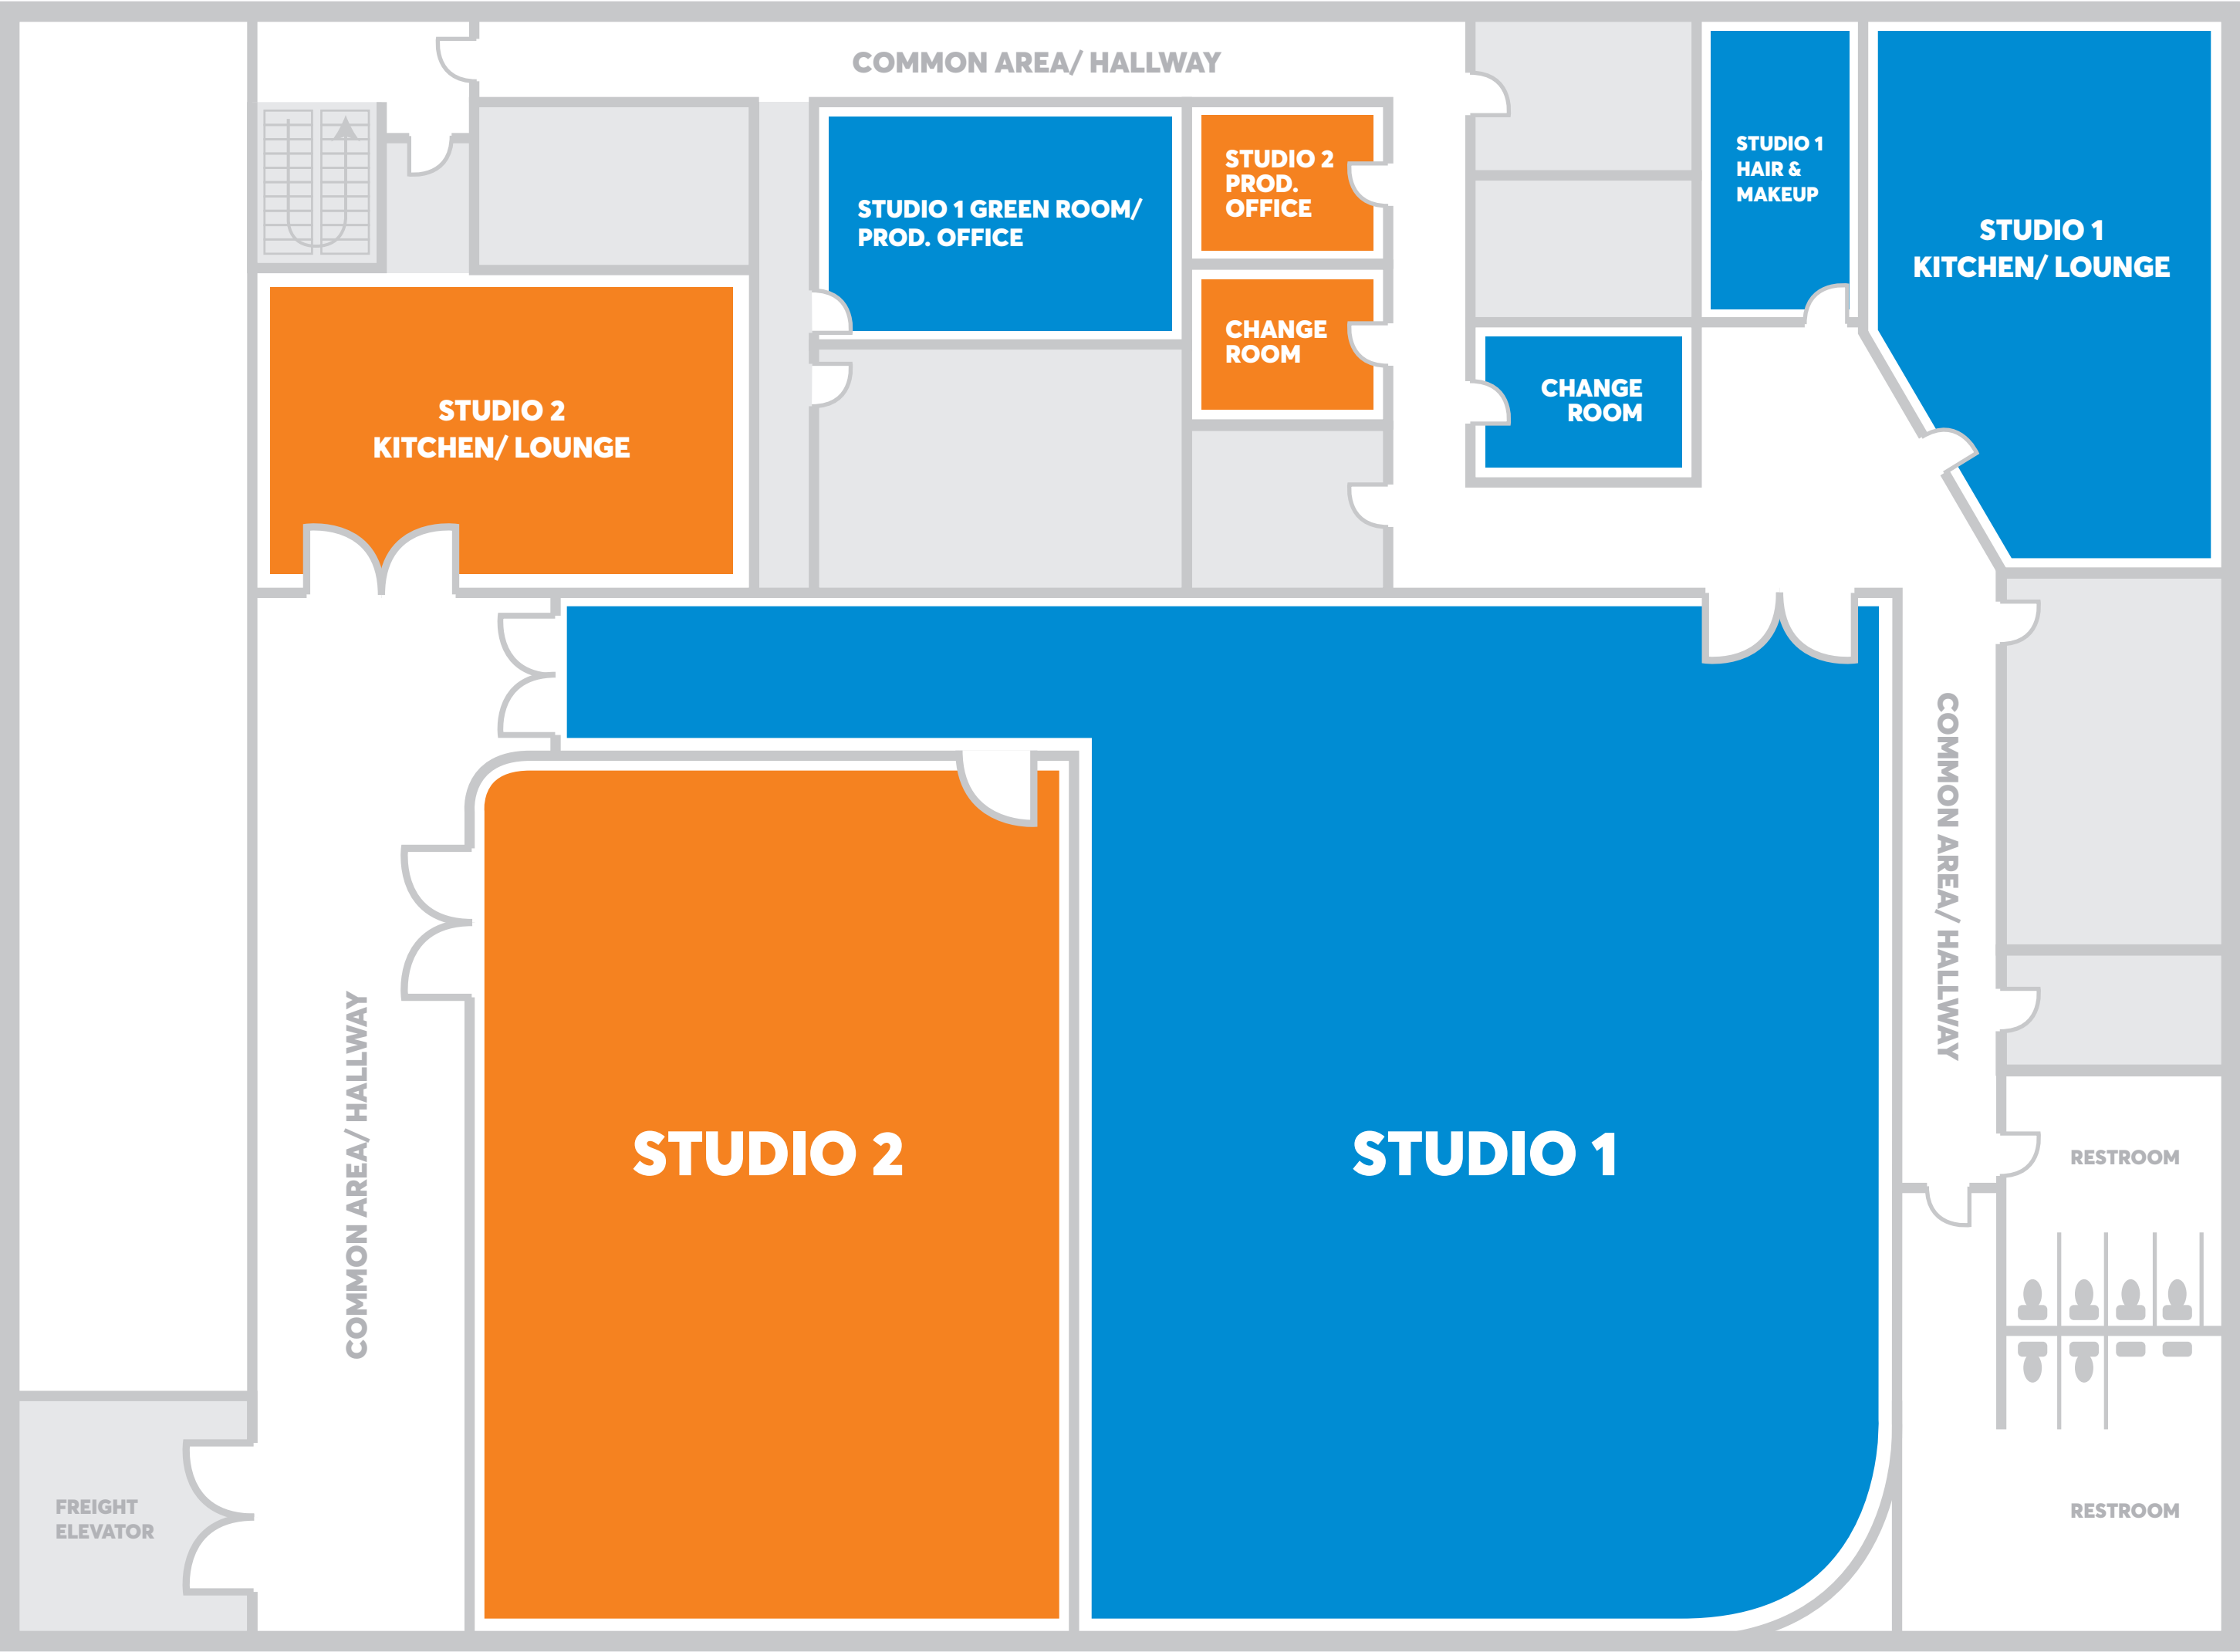 COMMON AREA/ HALLWAY
STUDIO 1
HAIR &
MAKEUP
STUDIO 2
PROD.
OFFICE
STUDIO 1 GREEN ROOM/
PROD. OFFICE
STUDIO 1
KITCHEN/ LOUNGE
CHANGE
ROOM
CHANGE
ROOM
STUDIO 2
KITCHEN/ LOUNGE
COMMON AREA/ HALLWAY
COMMON AREA/ HALLWAY
STUDIO 2
STUDIO 1
RESTROOM
FREIGHT
ELEVATOR
RESTROOM